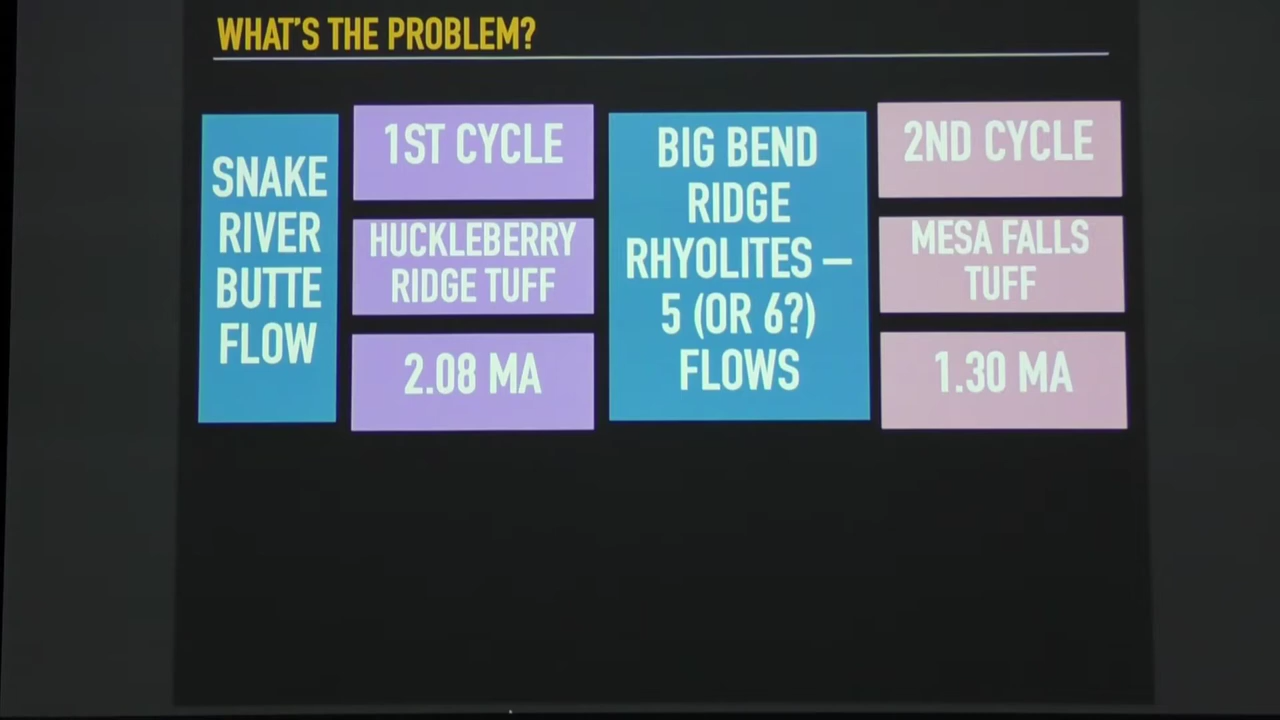 WHAT'S THE PROBLEM?
SNAKE
RIVER
BUTTE
FLOW
1ST CYCLE
HUCKLEBERRY
RIDGE TUFF
2.08 MA
BIG BEND
RIDGE
RHYOLITES –
5 (OR 6?)
FLOWS
2ND CYCLE
MESA FALLS
TUFF
1.30 MA